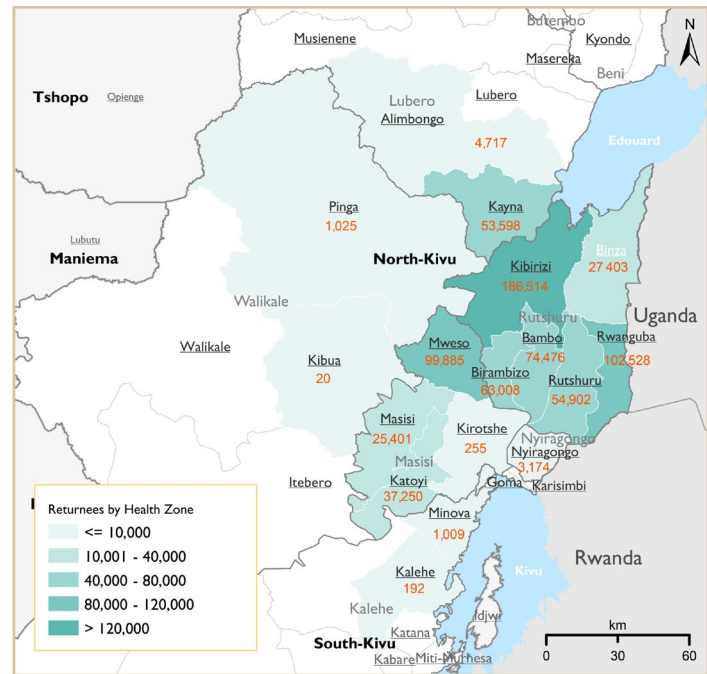 Butembo
Musienene
Kyondo
Masereka
N
Beni
Tshopo
Opienge
Lubero
Lubero
Alimbongo
4,717
Edouard
Pinga
1,025
Kayna
53,598
Lubutu
Maniema
North-Kivu
Binza
27 403
Kibirizi
186,514
Walikale
Rutshuru
Uganda
Walikale
Kibua
20
Mweso
99,885
Bambo
74,476
Rwanguba
102,528
Birambizo
63,008
Rutshuru
54,902
Masisi
25,401
Kirotshe
255
Nyiragongo
Nyiragongo
3,174
Masisi
Itebero
Katoyi
37,250
Goma
Karisimbi
Minova
1,009
Rwanda
Kivu
Kalehe
192
Kalehe
Idjwi
South-Kivu
Katana
Kabare
Miti-Murhesa
Returnees by Health Zone
<= 10,000
10,001 - 40,000
40,000 - 80,000
80,000 - 120,000
> 120,000
km
0 30 60